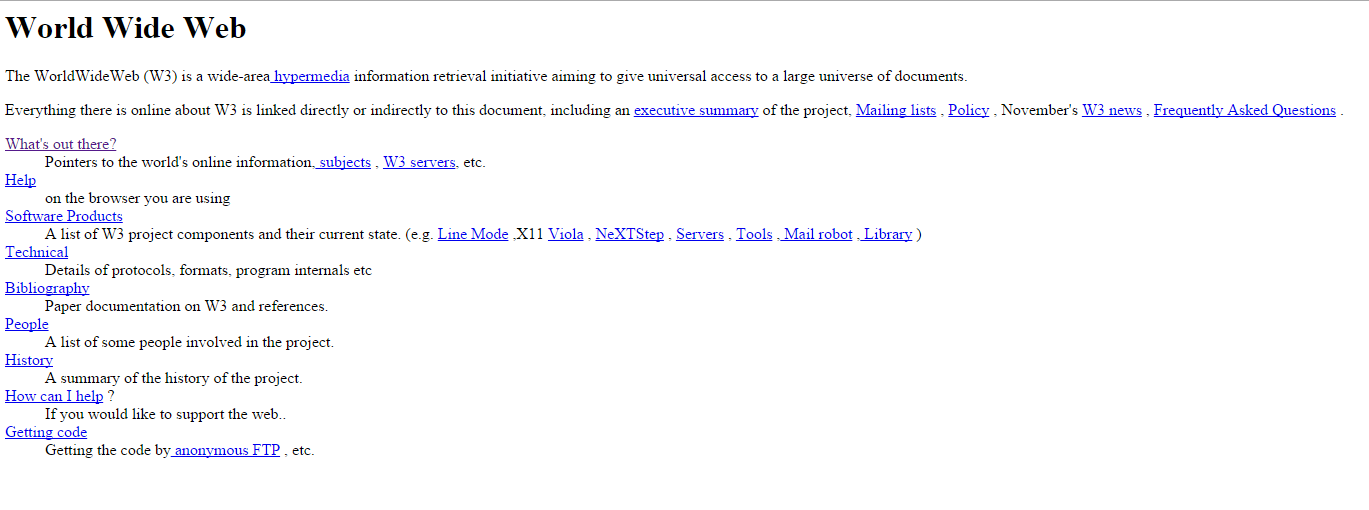 World Wide Web
The WorldWideWeb (W3) is a wide-area hypermedia information retrieval initiative aiming to give universal access to a large universe of documents.
Everything there is online about W3 is linked directly or indirectly to this document, including an executive summary of the project, Mailing lists , Policy , November's W3 news , Frequently Asked Questions .
What's out there?
Pointers to the world's online information, subjects , W3 servers, etc.
Help
on the browser you are using
Software Products
A list of W3 project components and their current state. (e.g. Line Mode ,X11 Viola , NeXTStep , Servers , Tools , Mail robot , Library )
Technical
Details of protocols, formats, program internals etc
Bibliography
Paper documentation on W3 and references.
People
A list of some people involved in the project.
History
A summary of the history of the project.
How can I help ?
If you would like to support the web..
Getting code
Getting the code by anonymous FTP , etc.